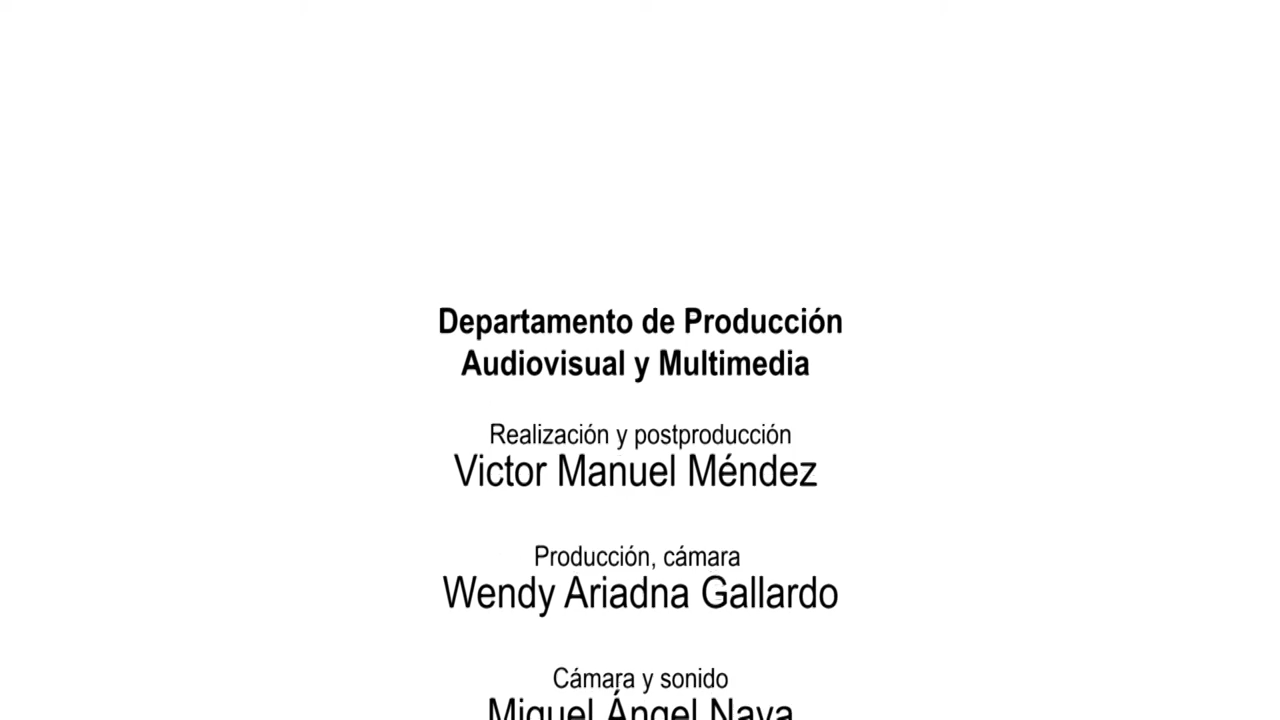 Departamento de Producción
Audiovisual y Multimedia
Realización y postproducción
Victor Manuel Méndez
Producción, cámara
Wendy Ariadna Gallardo
Cámara y sonido
Miguel Ángel Nava